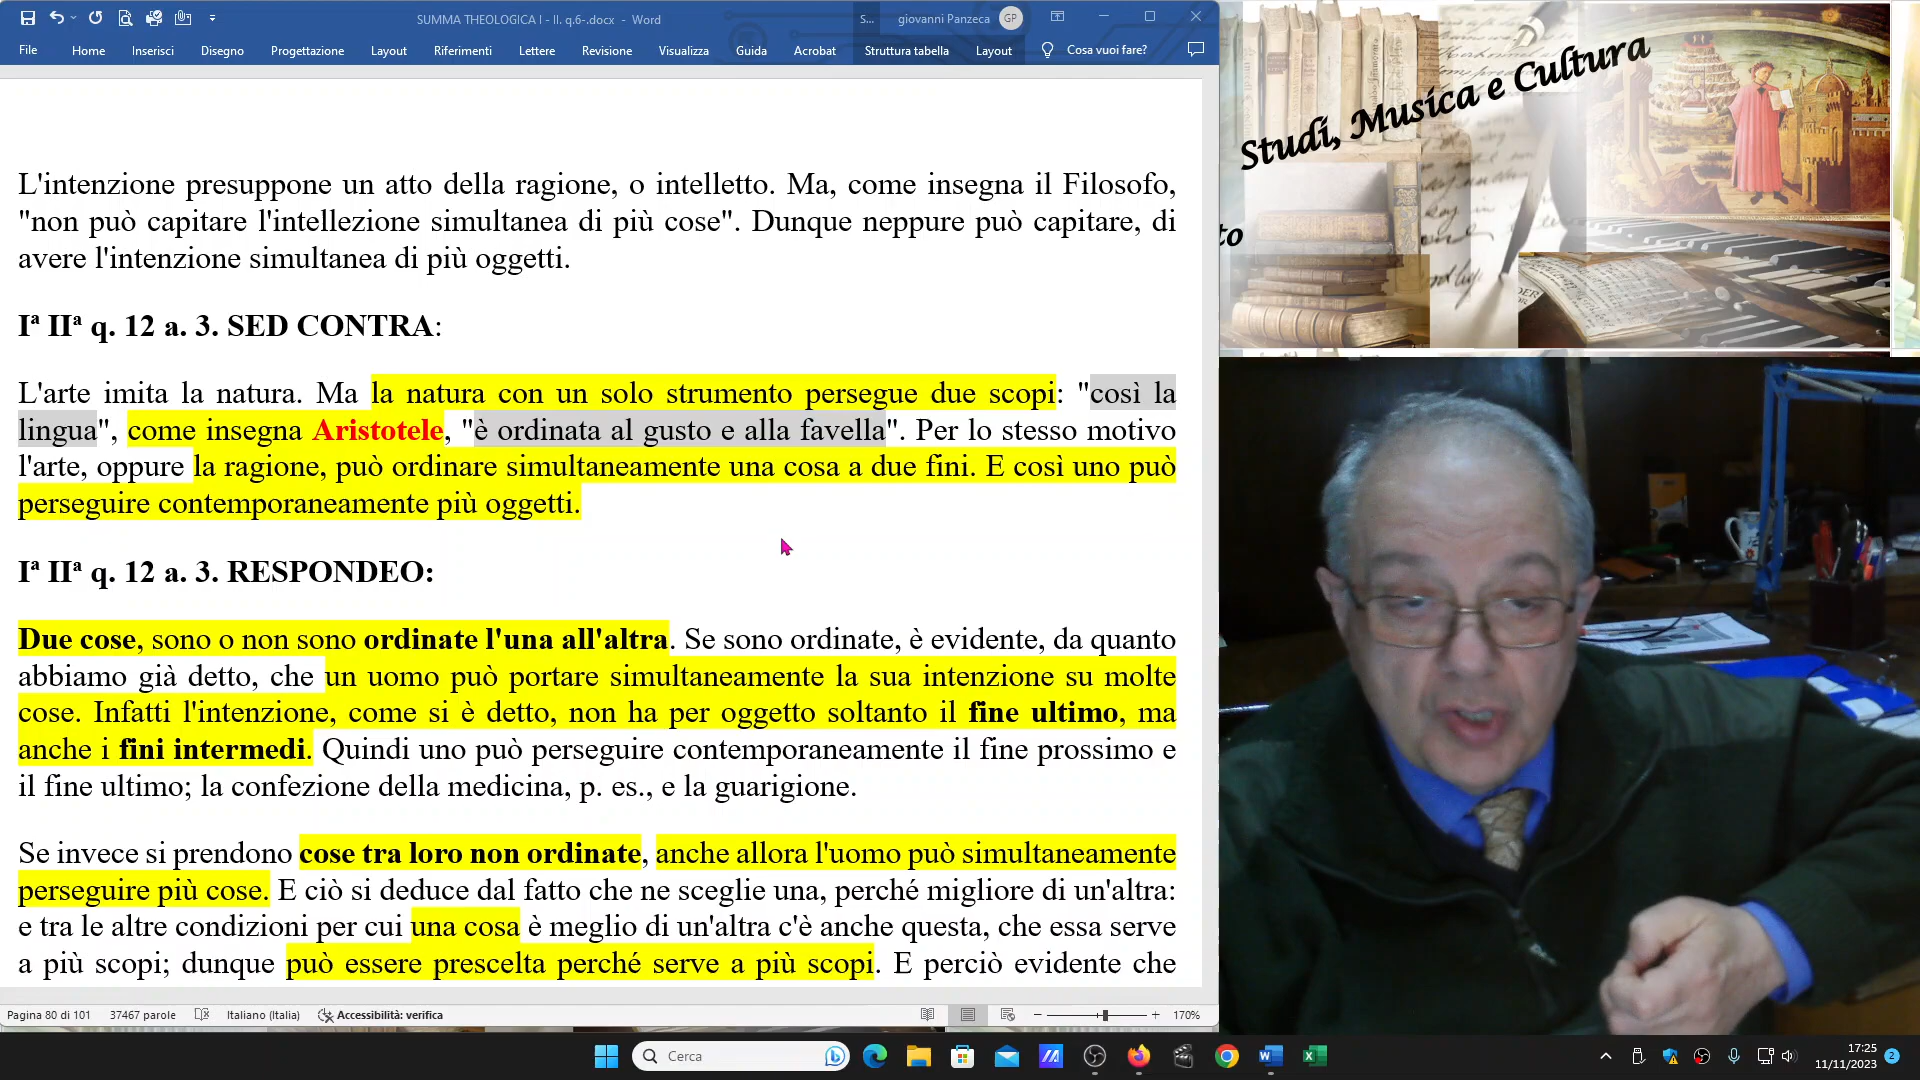 SUMMA THEOLOGICA I - II. q.6-.docx - Word
S...
giovanni Panzeca
GP
File Home Inserisci Disegno Progettazione Layout Riferimenti Lettere Revisione Visualizza Guida Acrobat Struttura tabella Layout Cosa vuoi fare?
Studi, Musica e Cultura
to
L'intenzione presuppone un atto della ragione, o intelletto. Ma, come insegna il Filosofo,
"non può capitare l'intellezione simultanea di più cose". Dunque neppure può capitare, di
avere l'intenzione simultanea di più oggetti.
Iª IIª q. 12 a. 3. SED CONTRA:
L'arte imita la natura. Ma la natura con un solo strumento persegue due scopi: "così la
lingua", come insegna Aristotele, "è ordinata al gusto e alla favella". Per lo stesso motivo
l'arte, oppure la ragione, può ordinare simultaneamente una cosa a due fini. E così uno può
perseguire contemporaneamente più oggetti.
Iª IIª q. 12 a. 3. RESPONDEO:
Due cose, sono o non sono ordinate l'una all'altra. Se sono ordinate, è evidente, da quanto
abbiamo già detto, che un uomo può portare simultaneamente la sua intenzione su molte
cose. Infatti l'intenzione, come si è detto, non ha per oggetto soltanto il fine ultimo, ma
anche i fini intermedi. Quindi uno può perseguire contemporaneamente il fine prossimo e
il fine ultimo; la confezione della medicina, p. es., e la guarigione.
Se invece si prendono cose tra loro non ordinate, anche allora l'uomo può simultaneamente
perseguire più cose. E ciò si deduce dal fatto che ne sceglie una, perché migliore di un'altra:
e tra le altre condizioni per cui una cosa è meglio di un'altra c'è anche questa, che essa serve
a più scopi; dunque può essere prescelta perché serve a più scopi. E perciò evidente che
Pagina 80 di 101 37467 parole Italiano (Italia) Accessibilità: verifica 170%
Cerca
17:25
11/11/2023
2